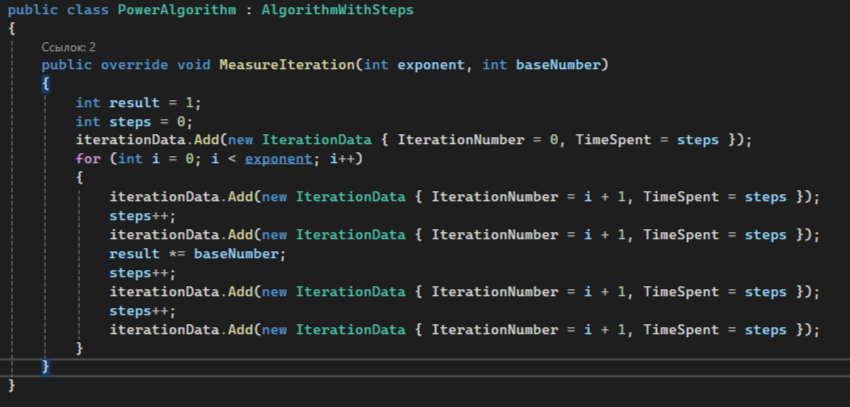 public class PowerAlgorithm : AlgorithmWithSteps
{
Ссылок: 2
public override void MeasureIteration(int exponent, int baseNumber)
{
int result = 1;
int steps = 0;
iterationData.Add(new IterationData { IterationNumber = 0, TimeSpent = steps });
for (int i = 0; i < exponent; i++)
{
iterationData.Add(new IterationData { IterationNumber = i + 1, TimeSpent = steps });
steps++;
iterationData.Add(new IterationData { IterationNumber = i + 1, TimeSpent = steps });
result *= baseNumber;
steps++;
iterationData.Add(new IterationData { IterationNumber = i + 1, TimeSpent = steps });
steps++;
iterationData.Add(new IterationData { IterationNumber = i + 1, TimeSpent = steps });
}
}
}